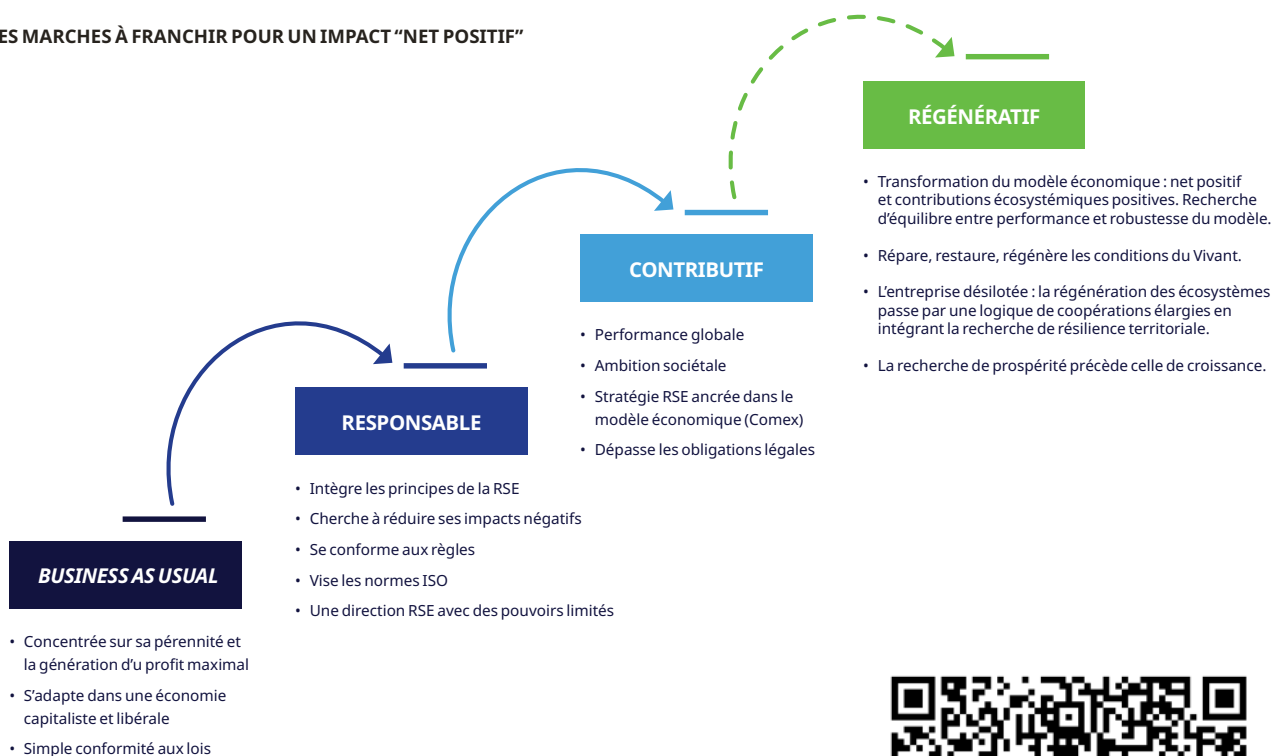 ES MARCHES À FRANCHIR POUR UN IMPACT “NET POSITIF”
RÉGÉNÉRATIF
• Transformation du modèle économique : net positif
et contributions écosystémiques positives. Recherche
d’équilibre entre performance et robustesse du modèle.
• Répare, restaure, régénère les conditions du Vivant.
• L’entreprise désilotée : la régénération des écosystèmes
passe par une logique de coopérations élargies en
intégrant la recherche de résilience territoriale.
• La recherche de prospérité précède celle de croissance.
CONTRIBUTIF
• Performance globale
• Ambition sociétale
• Stratégie RSE ancrée dans le
modèle économique (Comex)
• Dépasse les obligations légales
RESPONSABLE
• Intègre les principes de la RSE
• Cherche à réduire ses impacts négatifs
• Se conforme aux règles
• Vise les normes ISO
• Une direction RSE avec des pouvoirs limités
BUSINESS AS USUAL
• Concentrée sur sa pérennité et
la génération d’u profit maximal
• S’adapte dans une économie
capitaliste et libérale
• Simple conformité aux lois